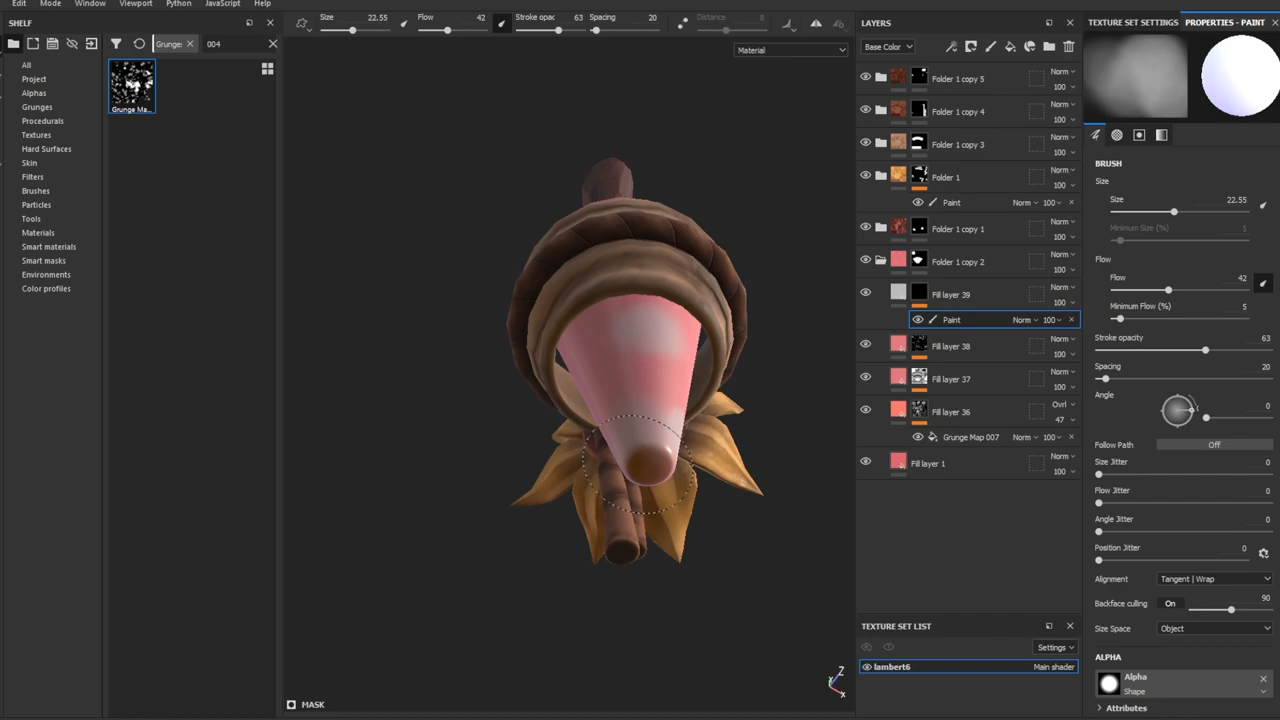 Edit Mode Window Viewport Python JavaScript Help
SHELF
Grunge 004
All
Project
Alphas
Grunges
Procedurals
Textures
Hard Surfaces
Skin
Filters
Brushes
Particles
Tools
Materials
Smart materials
Smart masks
Environments
Color profiles
Grunge Ma...
Size 22.55 Flow 42 Stroke opac 63 Spacing 20 Distance 8
Material
MASK
Z
Y
X
LAYERS
Base Color
Folder 1 copy 5 Norm 100
Folder 1 copy 4 Norm 100
Folder 1 copy 3 Norm 100
Folder 1 Norm 100
Paint Norm 100
Folder 1 copy 1 Norm 100
Folder 1 copy 2 Norm 100
Fill layer 39 Norm 100
Paint Norm 100
Fill layer 38 Norm 100
Fill layer 37 Norm 100
Fill layer 36 Ovrl 47
Grunge Map 007 Norm 100
Fill layer 1 Norm 100
TEXTURE SET LIST
Settings
lambert6 Main shader
TEXTURE SET SETTINGS PROPERTIES - PAINT
BRUSH
Size
Size 22.55
Minimum Size (%) 5
Flow
Flow 42
Minimum Flow (%) 5
Stroke opacity 63
Spacing 20
Angle 0
Follow Path Off
Size Jitter 0
Flow Jitter 0
Angle Jitter 0
Position Jitter 0
Alignment Tangent | Wrap
Backface culling On 90
Size Space Object
ALPHA
Alpha
Shape
Attributes